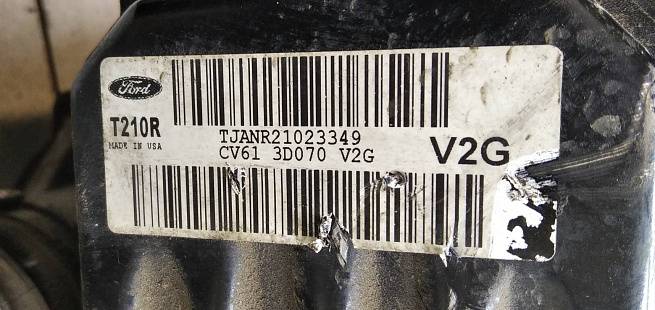 Ford
T210R
MADE IN USA
TJANR21023349
CV61 3D070 V2G
V2G